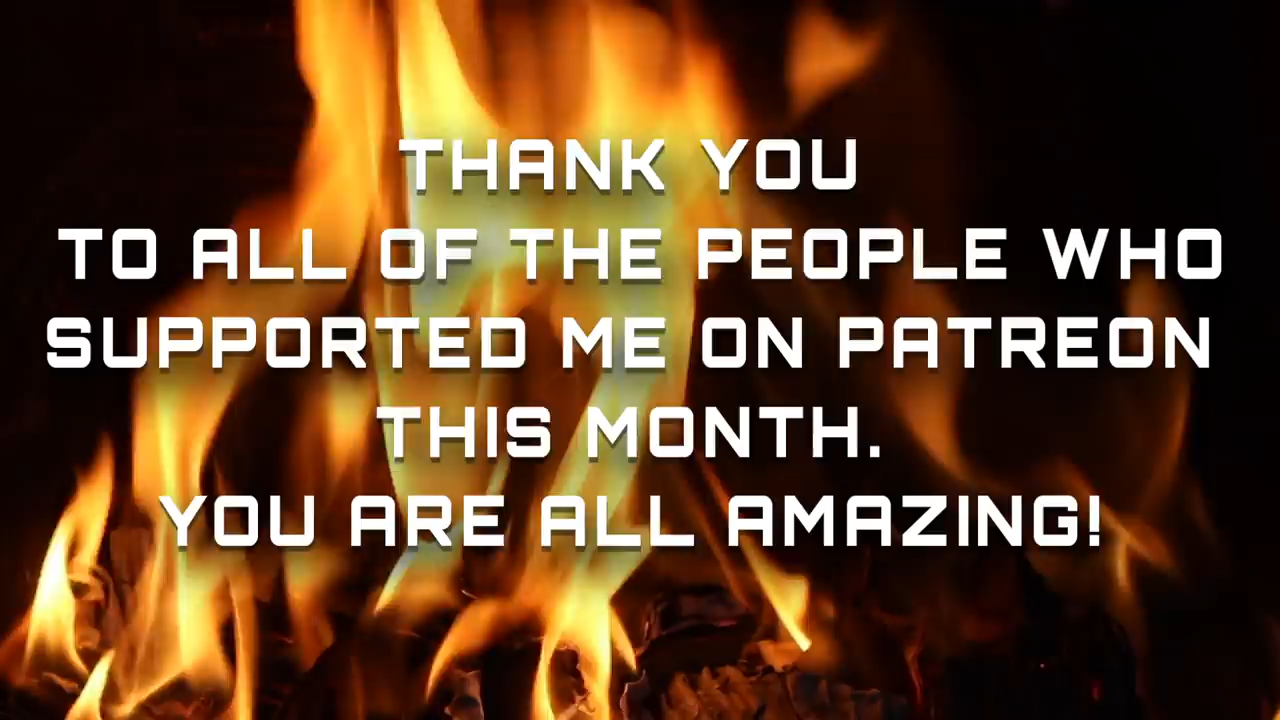 THANK YOU
TO ALL OF THE PEOPLE WHO
SUPPORTED ME ON PATREON
THIS MONTH.
YOU ARE ALL AMAZING!